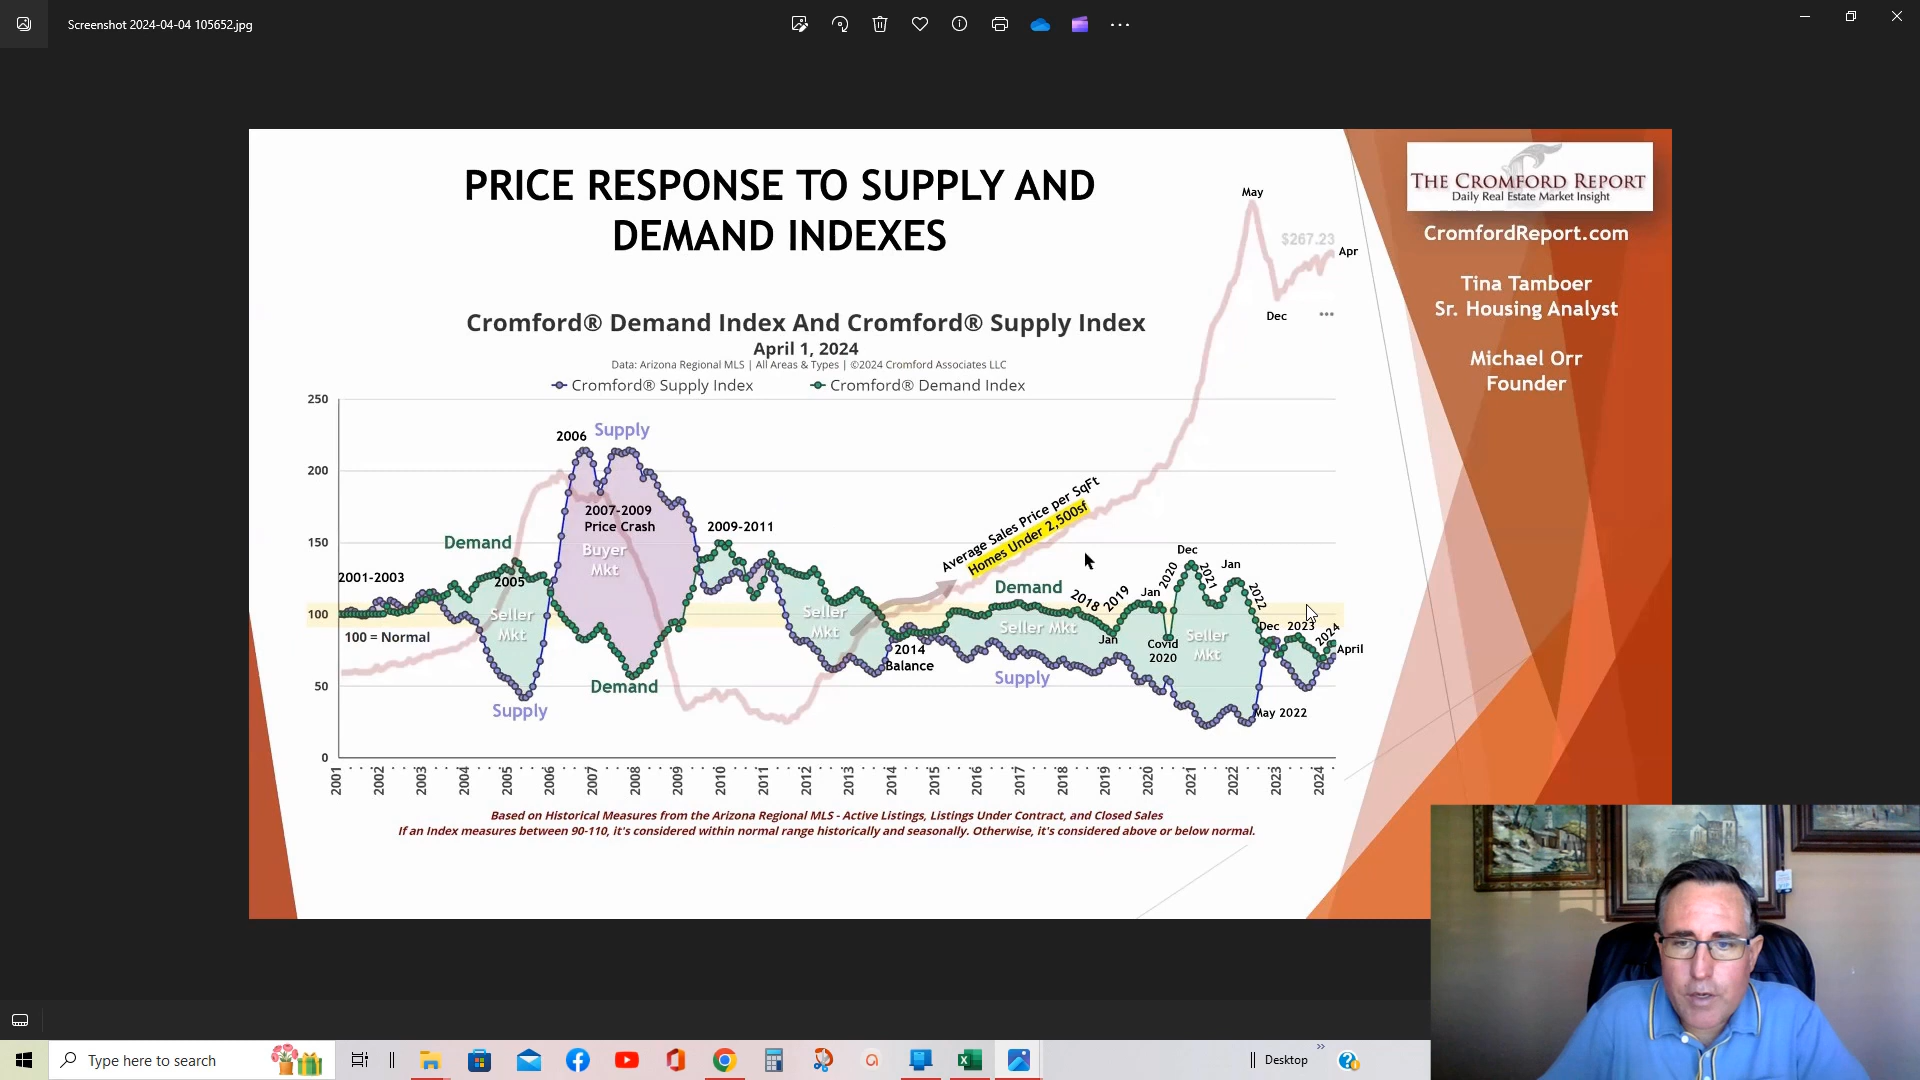 Screenshot 2024-04-04 105652.jpg
PRICE RESPONSE TO SUPPLY AND
DEMAND INDEXES
THE CROMFORD REPORT
Daily Real Estate Market Insight
CromfordReport.com
Tina Tamboer
Sr. Housing Analyst
Michael Orr
Founder
May
$267.23
Apr
Dec
Cromford® Demand Index And Cromford® Supply Index
April 1, 2024
Data: Arizona Regional MLS | All Areas & Types | ©2024 Cromford Associates LLC
Cromford® Supply Index
Cromford® Demand Index
250
200
150
100
50
0
2006
Supply
2007-2009
Price Crash
Buyer
Mkt
2009-2011
Demand
2001-2003
2005
Seller
Mkt
100 = Normal
Supply
Demand
Seller
Mkt
2014
Balance
Average Sales Price per SqFt
Homes Under 2,500sf
Demand
Seller Mkt
Supply
2018
2019
Jan
Jan
2020
Covid
2020
Dec
2021
Jan
2022
Seller
Mkt
Dec
2023
2024
April
May 2022
2001
2002
2003
2004
2005
2006
2007
2008
2009
2010
2011
2012
2013
2014
2015
2016
2017
2018
2019
2020
2021
2022
2023
2024
Based on Historical Measures from the Arizona Regional MLS - Active Listings, Listings Under Contract, and Closed Sales
If an Index measures between 90-110, it's considered within normal range historically and seasonally. Otherwise, it's considered above or below normal.
Type here to search
Desktop